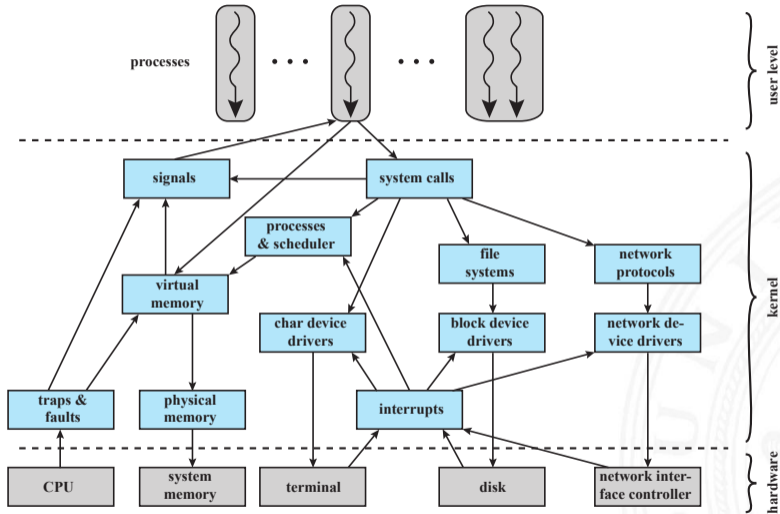 processes
user level
signals
system calls
processes
& scheduler
file
systems
network
protocols
virtual
memory
kernel
char device
drivers
block device
drivers
network de-
vice drivers
traps &
faults
physical
memory
interrupts
CPU
system
memory
terminal
disk
network inter-
face controller
hardware